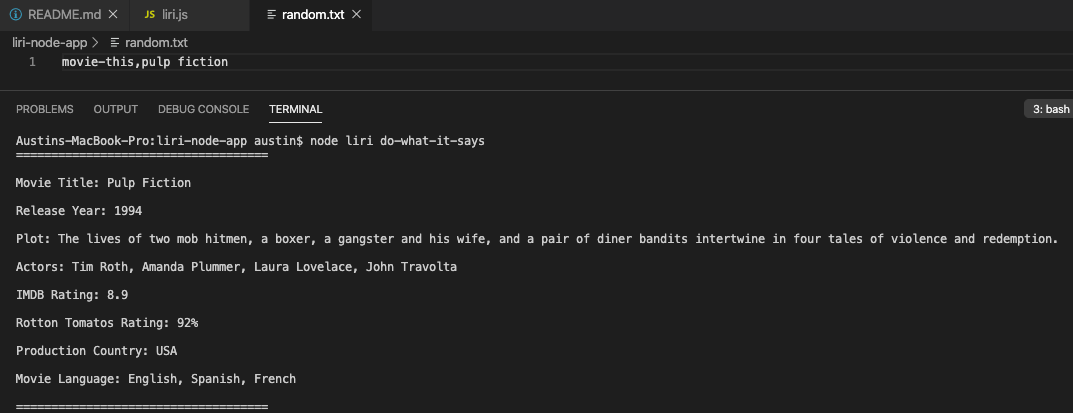 README.md
JS liri.js
random.txt
liri-node-app > random.txt
1 movie-this,pulp fiction
PROBLEMS OUTPUT DEBUG CONSOLE TERMINAL 3: bash
Austins-MacBook-Pro:liri-node-app austin$ node liri do-what-it-says
====================================
Movie Title: Pulp Fiction
Release Year: 1994
Plot: The lives of two mob hitmen, a boxer, a gangster and his wife, and a pair of diner bandits intertwine in four tales of violence and redemption.
Actors: Tim Roth, Amanda Plummer, Laura Lovelace, John Travolta
IMDB Rating: 8.9
Rotton Tomatos Rating: 92%
Production Country: USA
Movie Language: English, Spanish, French
====================================